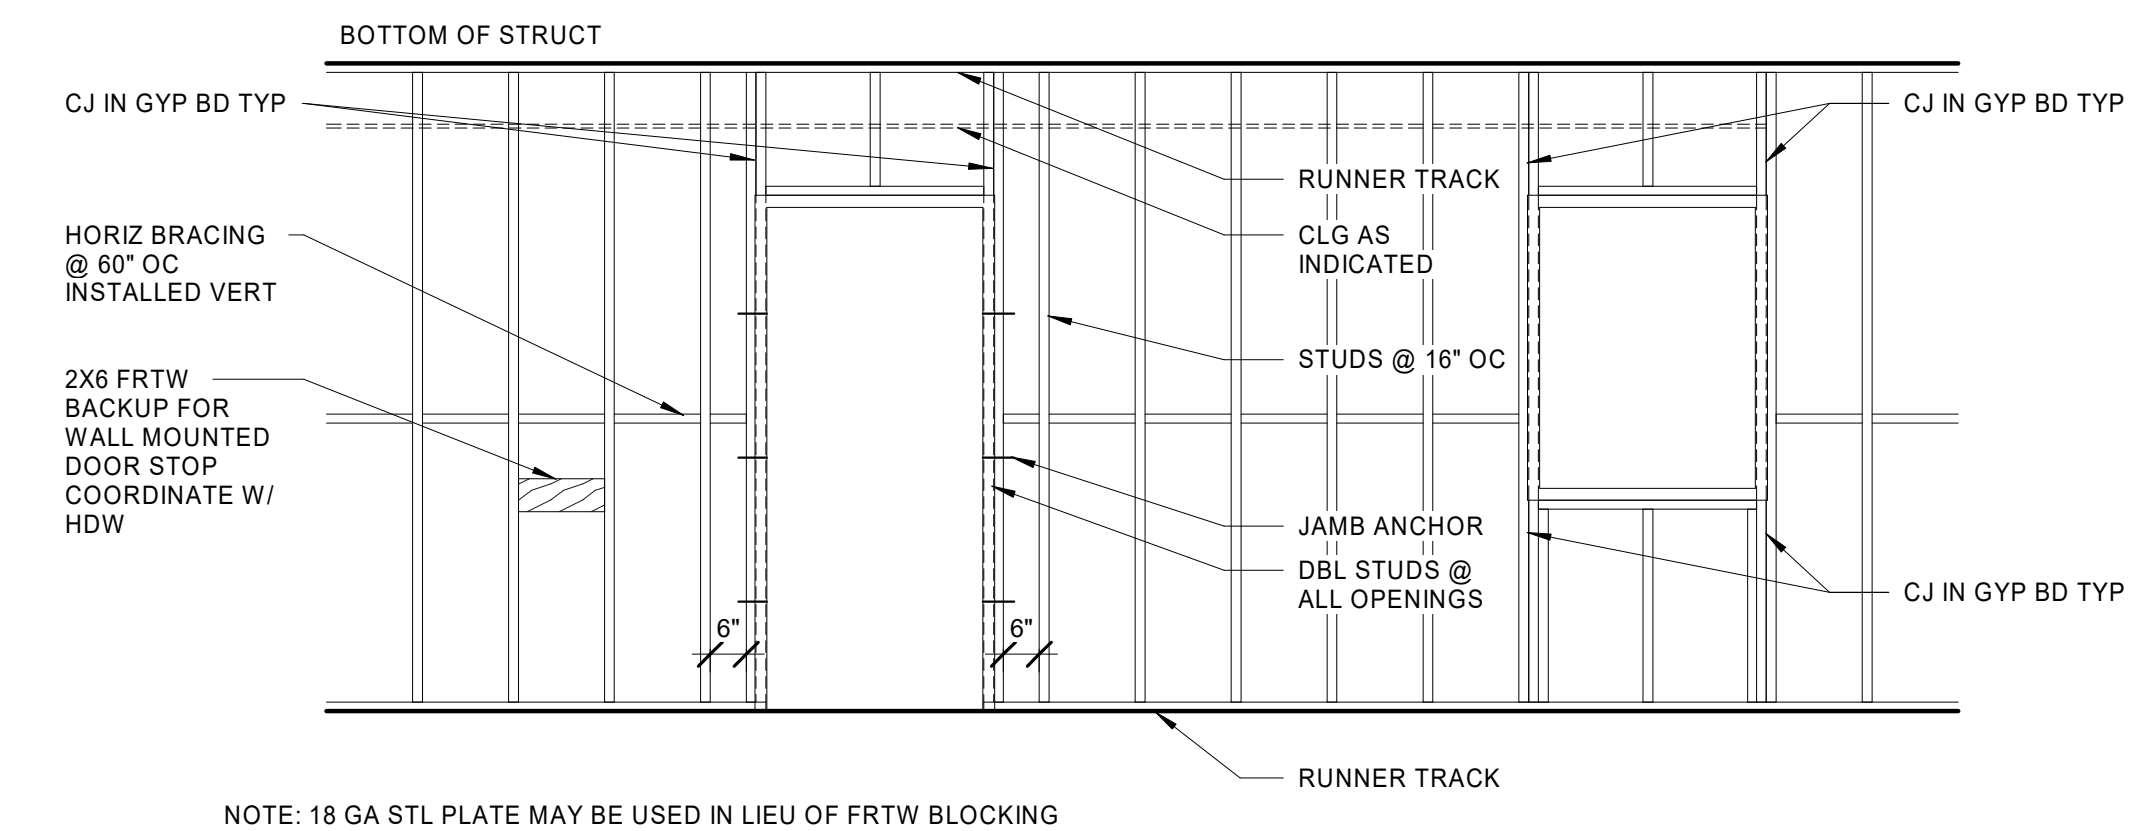 BOTTOM OF STRUCT
CJ IN GYP BD TYP
CJ IN GYP BD TYP
RUNNER TRACK
HORIZ BRACING
@ 60" OC
INSTALLED VERT
CLG AS
INDICATED
STUDS @ 16" OC
2X6 FRTW
BACKUP FOR
WALL MOUNTED
DOOR STOP
COORDINATE W/
HDW
JAMB ANCHOR
DBL STUDS @
ALL OPENINGS
CJ IN GYP BD TYP
6"
6"
RUNNER TRACK
NOTE: 18 GA STL PLATE MAY BE USED IN LIEU OF FRTW BLOCKING